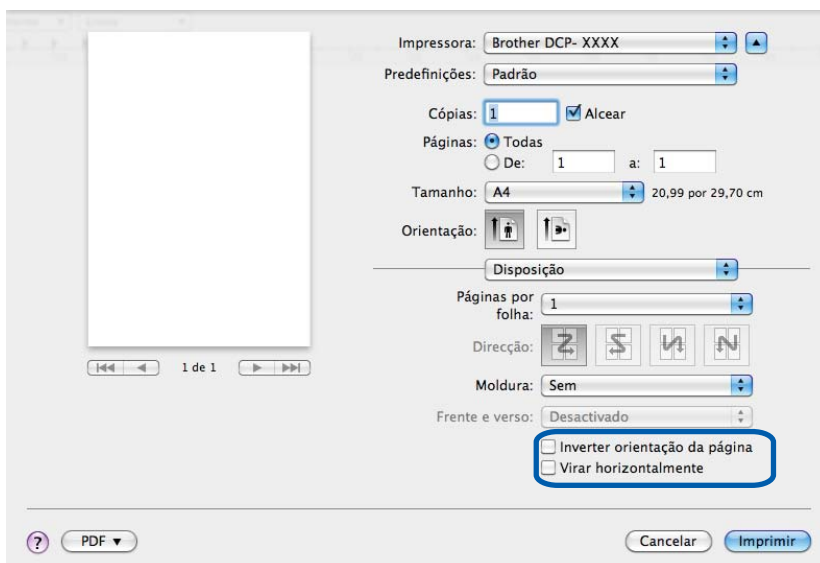 Impressora: Brother DCP- XXXX
Predefinições: Padrão
Cópias: 1 Alcear
Páginas: Todas
De: 1 a: 1
Tamanho: A4 20,99 por 29,70 cm
Orientação:
Disposição
Páginas por
folha: 1
Direcção:
1 de 1
Moldura: Sem
Frente e verso: Desactivado
Inverter orientação da página
Virar horizontalmente
? PDF Cancelar Imprimir